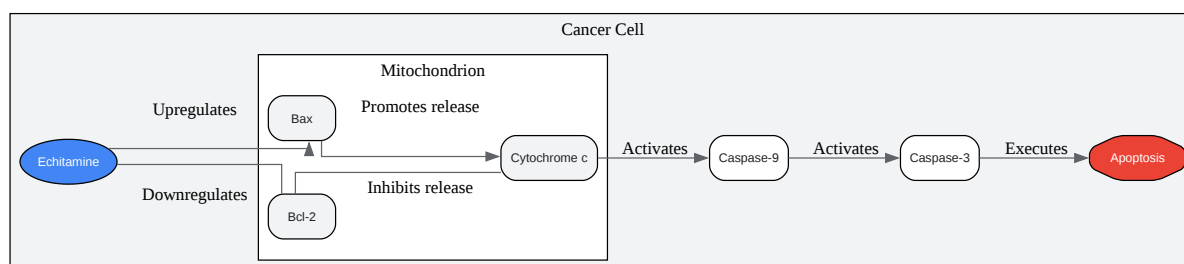 Cancer Cell
Mitochondrion
Upregulates
Bax
Promotes release
Echitamine
Cytochrome c
Activates
Caspase-9
Activates
Caspase-3
Executes
Apoptosis
Downregulates
Bcl-2
Inhibits release